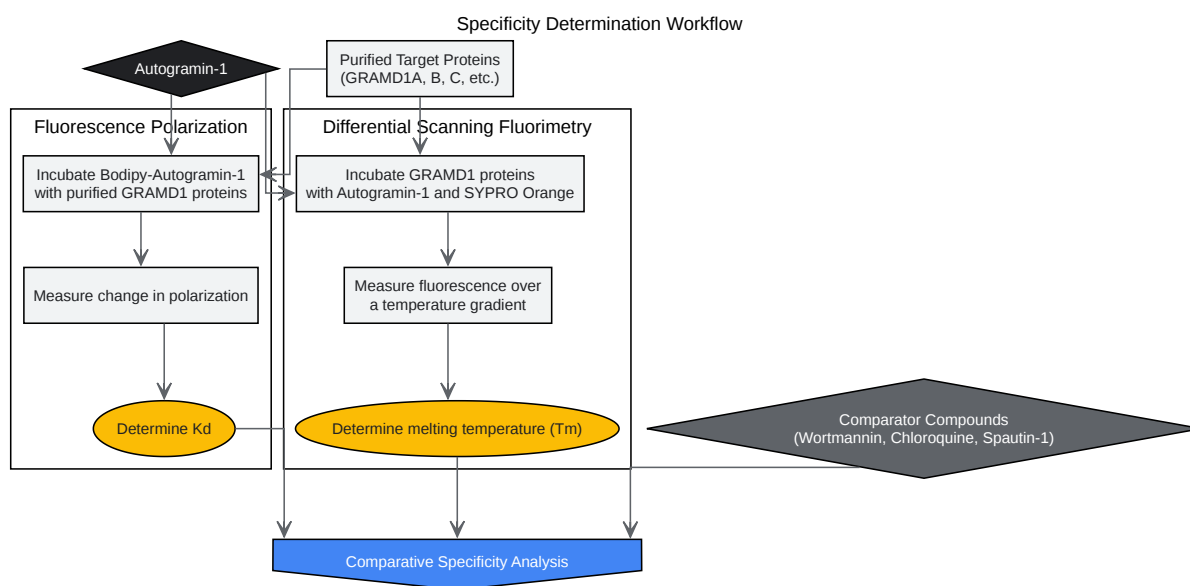 Specificity Determination Workflow
Autogramin-1
Purified Target Proteins
(GRAMD1A, B, C, etc.)
Fluorescence Polarization
Differential Scanning Fluorimetry
Incubate Bodipy-Autogramin-1
with purified GRAMD1 proteins
Incubate GRAMD1 proteins
with Autogramin-1 and SYPRO Orange
Measure change in polarization
Measure fluorescence over
a temperature gradient
Determine Kd
Determine melting temperature (Tm)
Comparator Compounds
(Wortmannin, Chloroquine, Spautin-1)
Comparative Specificity Analysis